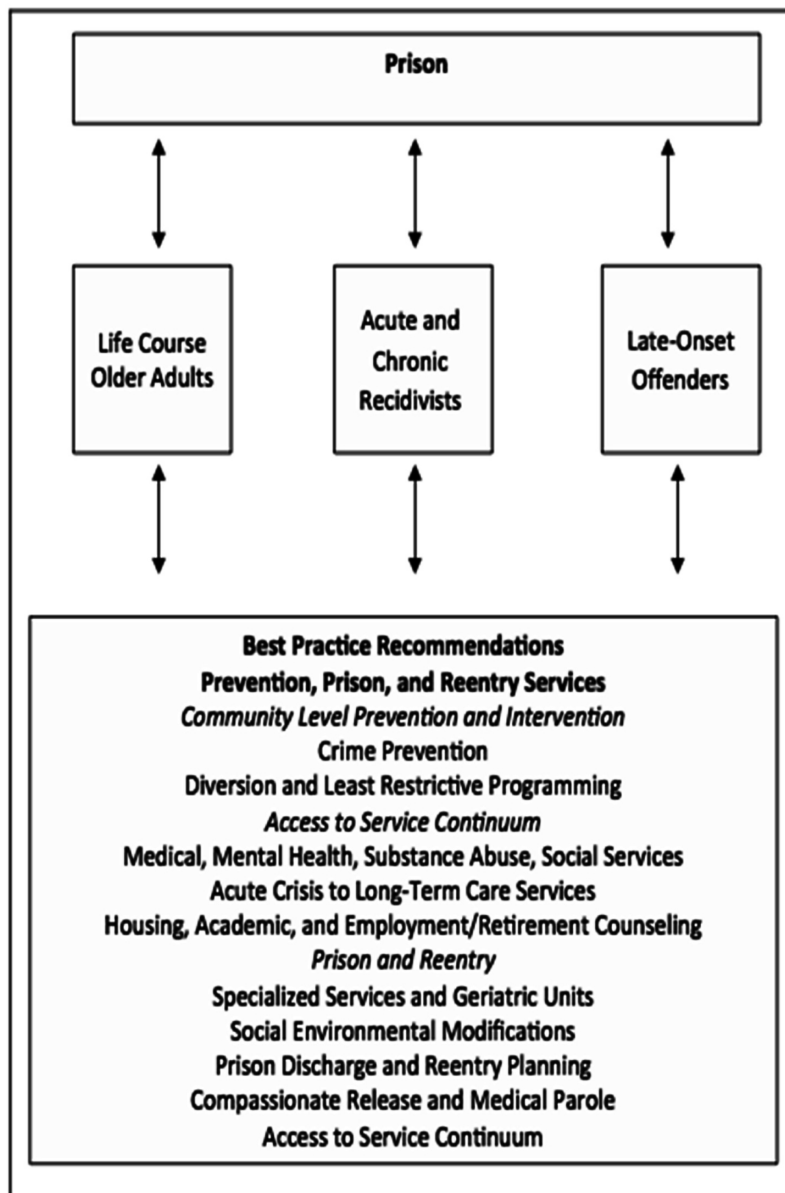 Prison
Life Course
Older Adults
Acute and
Chronic
Recidivists
Late-Onset
Offenders
Best Practice Recommendations
Prevention, Prison, and Reentry Services
Community Level Prevention and Intervention
Crime Prevention
Diversion and Least Restrictive Programming
Access to Service Continuum
Medical, Mental Health, Substance Abuse, Social Services
Acute Crisis to Long-Term Care Services
Housing, Academic, and Employment/Retirement Counseling
Prison and Reentry
Specialized Services and Geriatric Units
Social Environmental Modifications
Prison Discharge and Reentry Planning
Compassionate Release and Medical Parole
Access to Service Continuum